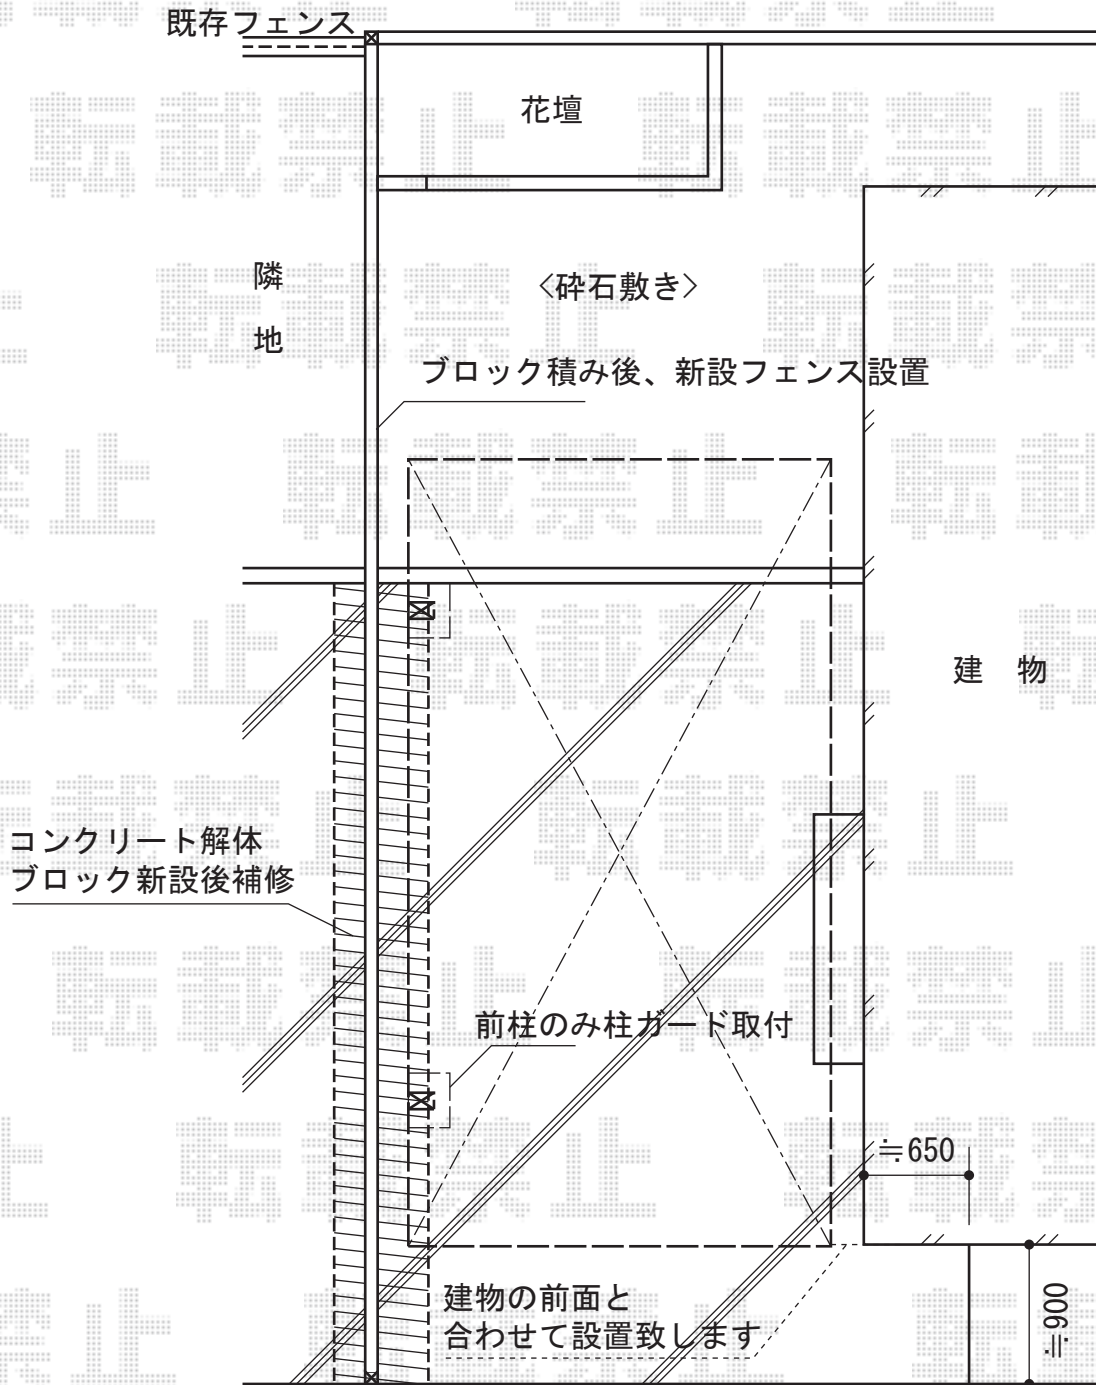 既存フェンス
花壇
隣
地
〈砕石敷き〉
ブロック積み後、新設フェンス設置
建 物
コンクリート解体
ブロック新設後補修
前柱のみ柱ガード取付
≒650
建物の前面と
合わせて設置致します
≒900
転載禁止